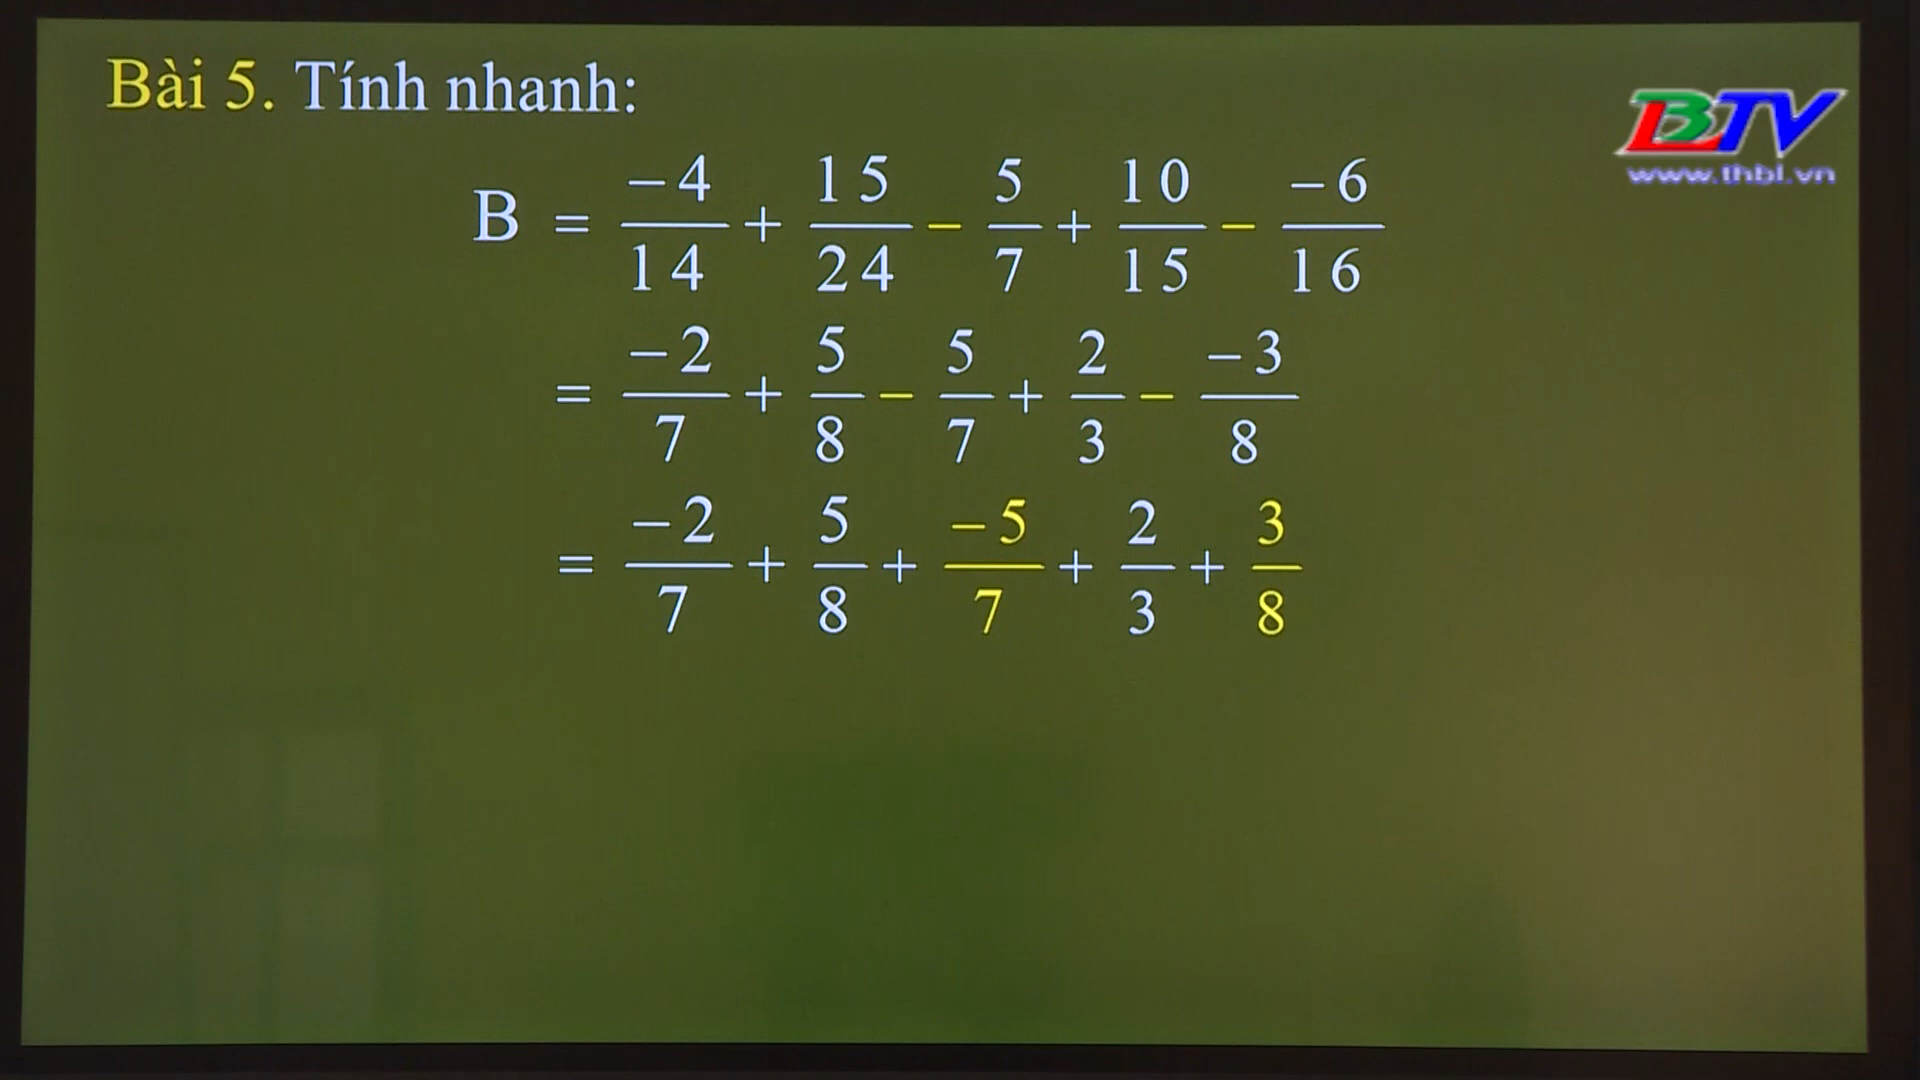 Bài 5. Tính nhanh:
BTV
www.thbl.vn
B = −4/14 + 15/24 − 5/7 + 10/15 − −6/16
= −2/7 + 5/8 − 5/7 + 2/3 − −3/8
= −2/7 + 5/8 + −5/7 + 2/3 + 3/8